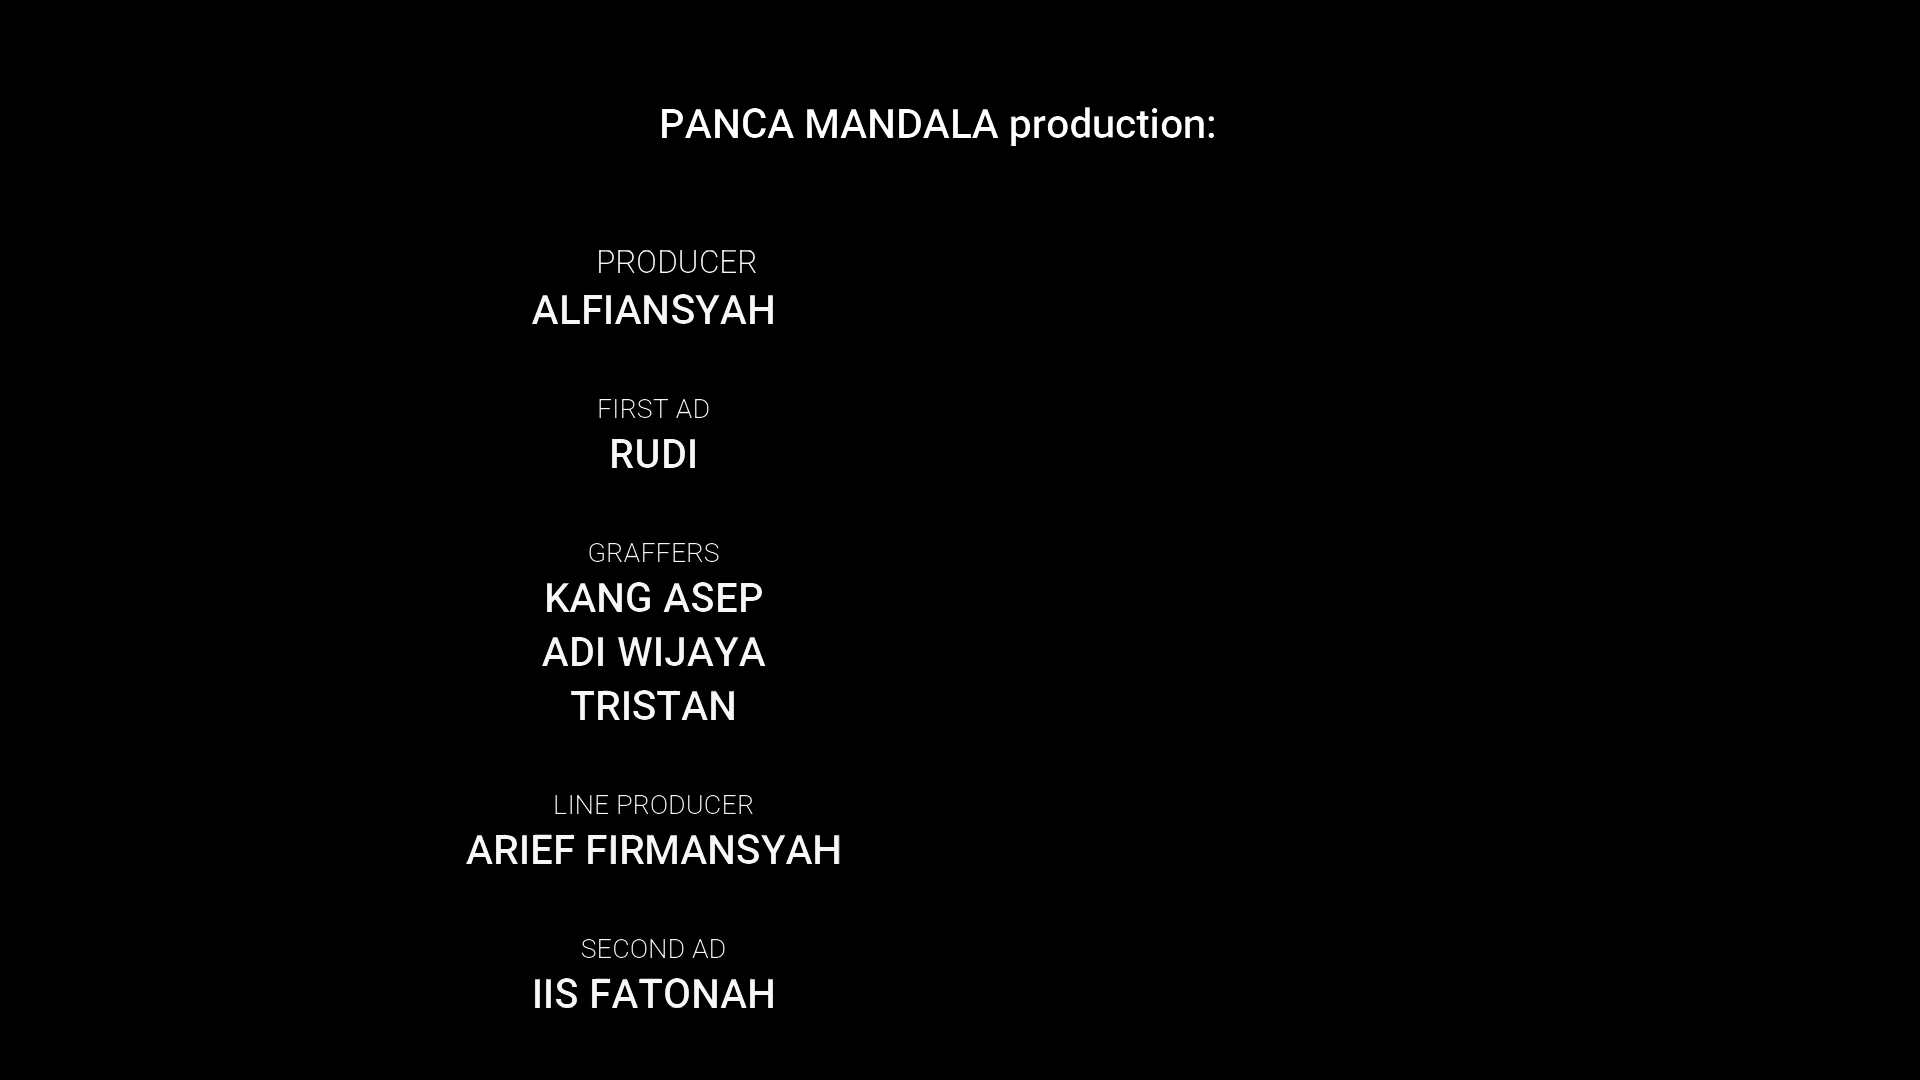 PANCA MANDALA production:
PRODUCER
ALFIANSYAH
FIRST AD
RUDI
GRAFFERS
KANG ASEP
ADI WIJAYA
TRISTAN
LINE PRODUCER
ARIEF FIRMANSYAH
SECOND AD
IIS FATONAH